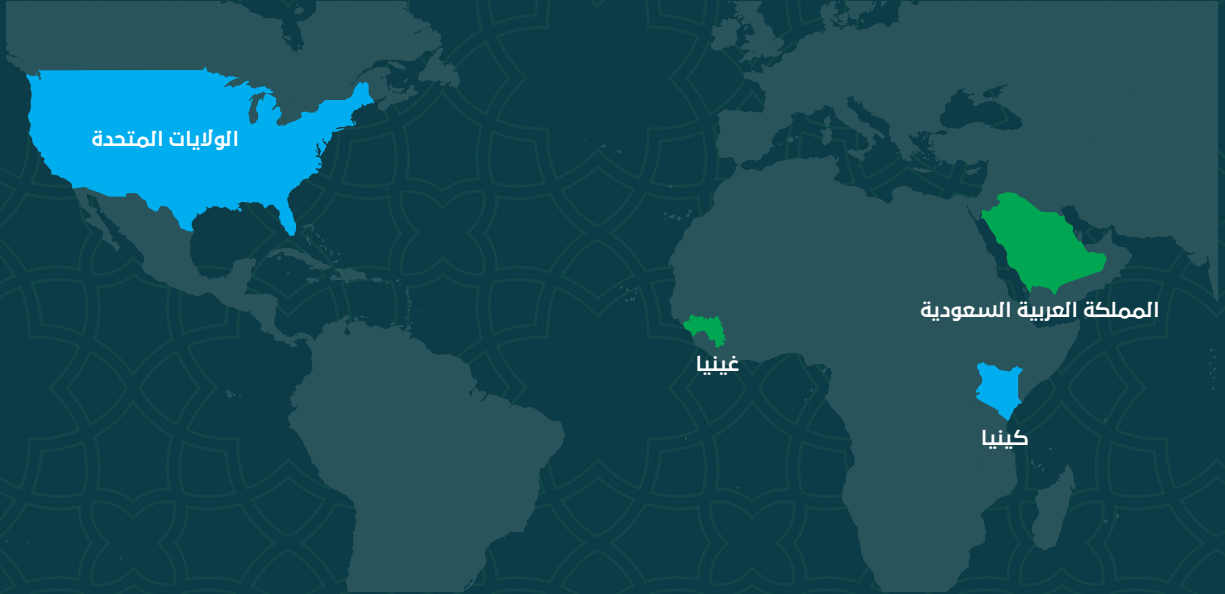 الولايات المتحدة
المملكة العربية السعودية
غينيا
كينيا